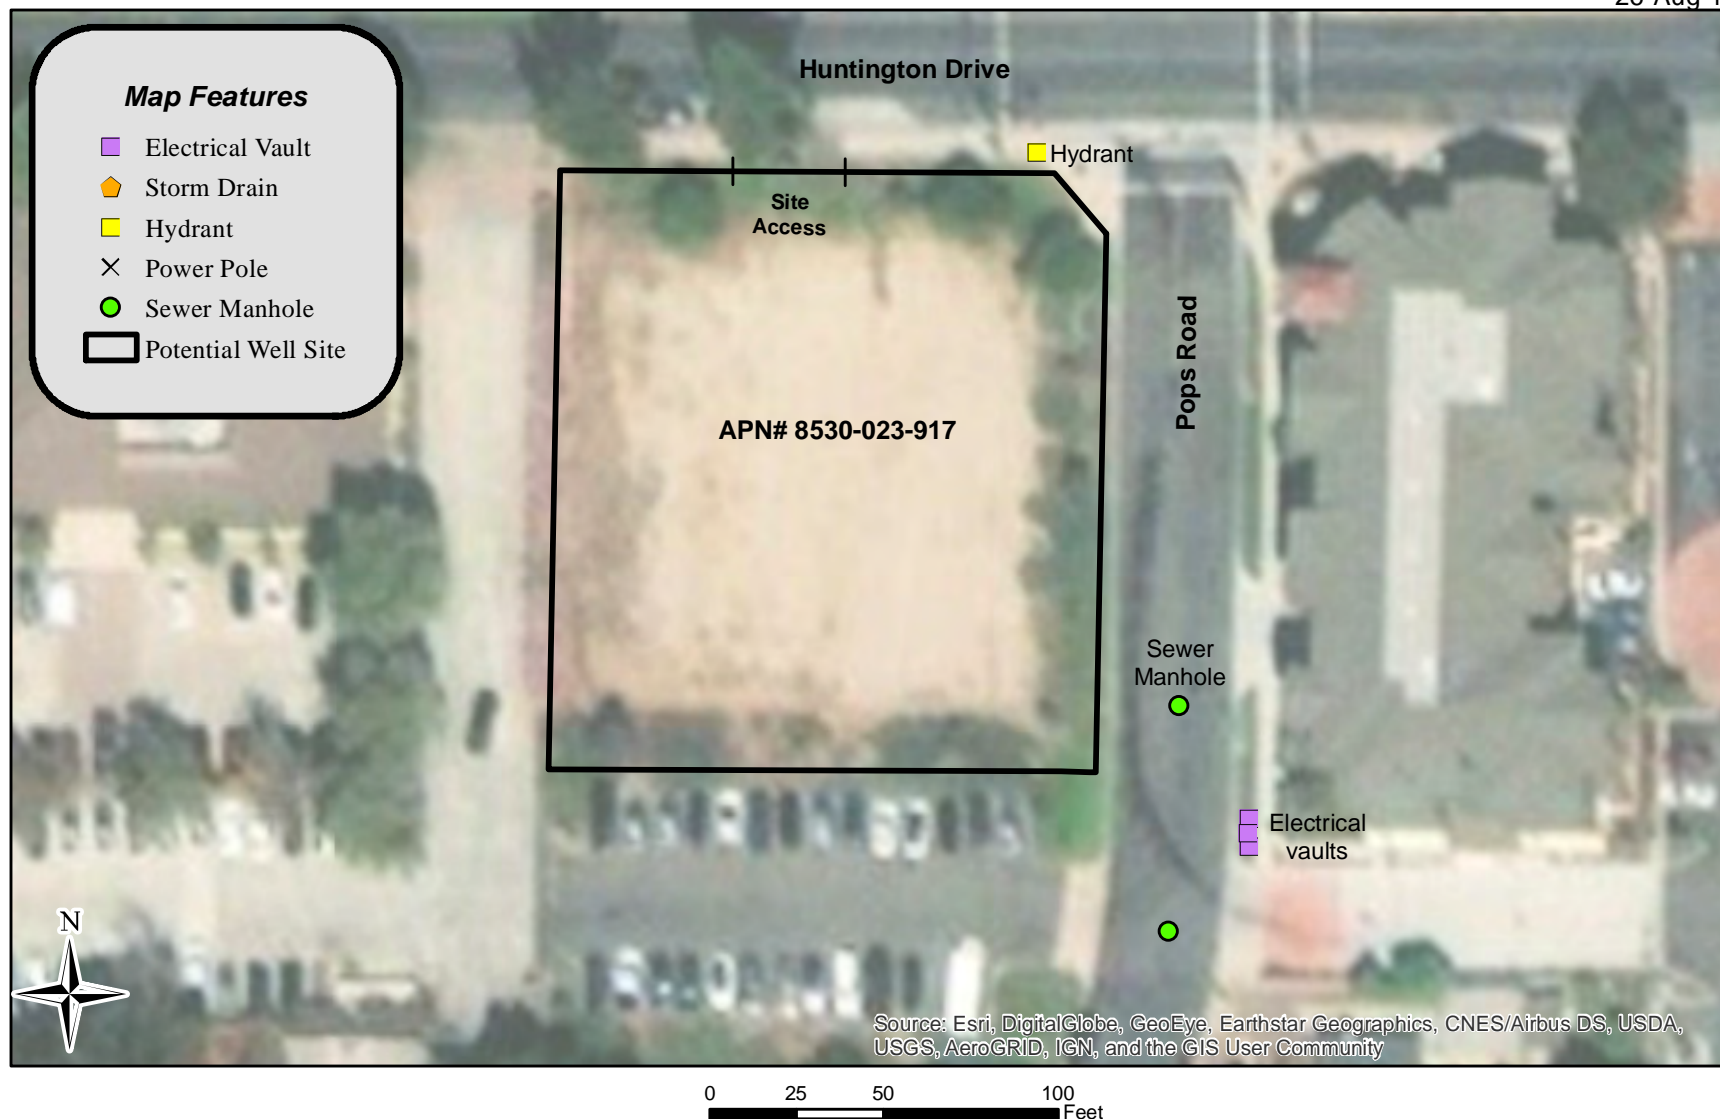 Huntington Drive
Map Features
Electrical Vault
Storm Drain
Hydrant
Power Pole
Sewer Manhole
Potential Well Site
Hydrant
Site
Access
Pops Road
APN# 8530-023-917
Sewer
Manhole
Electrical
vaults
N
Source: Esri, DigitalGlobe, GeoEye, Earthstar Geographics, CNES/Airbus DS, USDA,
USGS, AeroGRID, IGN, and the GIS User Community
0 25 50 100
Feet